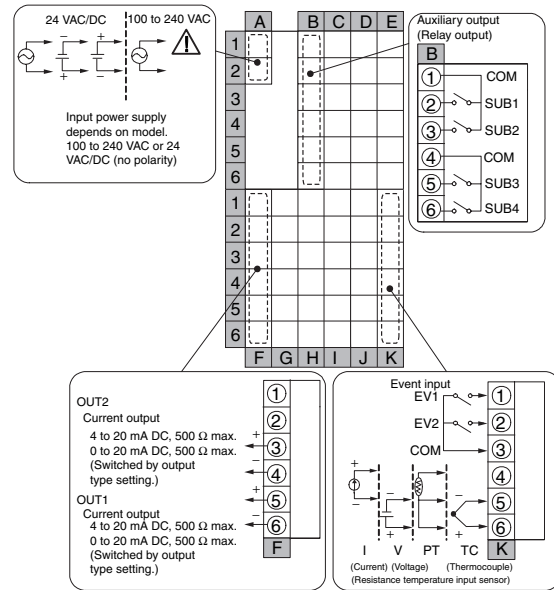 24 VAC/DC
100 to 240 VAC
− +
+ −
Input power supply
depends on model.
100 to 240 VAC or 24
VAC/DC (no polarity)
A B C D E
1
2
3
4
5
6
1
2
3
4
5
6
F G H I J K
Auxiliary output
(Relay output)
B
1 COM
2 SUB1
3 SUB2
4 COM
5 SUB3
6 SUB4
OUT2
Current output
4 to 20 mA DC, 500 Ω max.
0 to 20 mA DC, 500 Ω max.
(Switched by output
type setting.)
OUT1
Current output
4 to 20 mA DC, 500 Ω max.
0 to 20 mA DC, 500 Ω max.
(Switched by output
type setting.)
1
2
+ 3
− 4
+ 5
− 6
F
Event input
EV1 1
EV2 2
COM 3
4
5
6
+ − − +
− + + −
I V PT TC K
(Current) (Voltage) (Thermocouple)
(Resistance temperature input sensor)